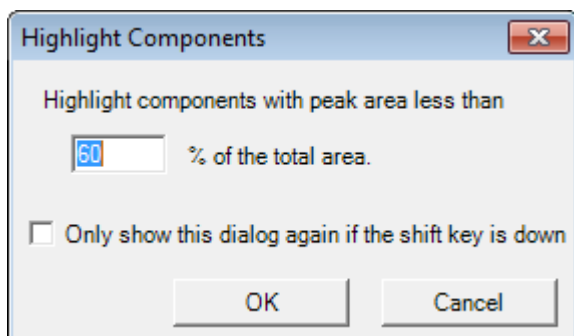 Highlight Components
Highlight components with peak area less than
60 % of the total area.
Only show this dialog again if the shift key is down
OK Cancel